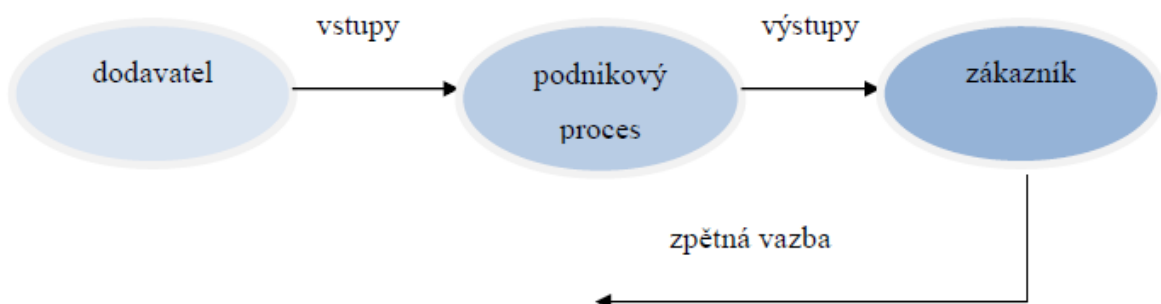 vstupy
výstupy
dodavatel
podnikový
proces
zákazník
zpětná vazba